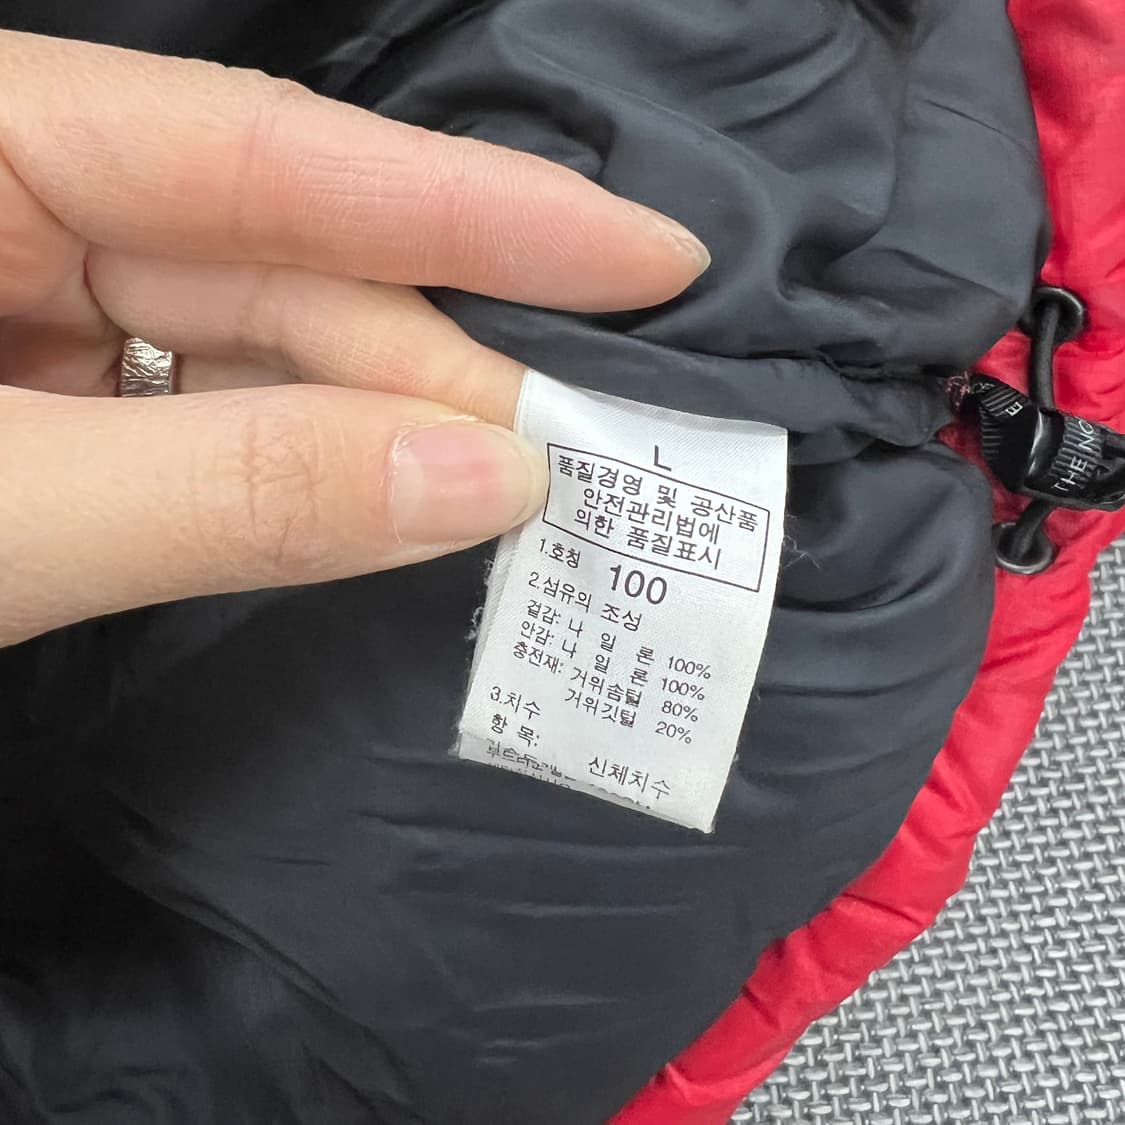 L
품질경영 및 공산품
안전관리법에
의한 품질표시
1.호칭 100
2.섬유의 조성
겉감: 나 일 론 100%
안감: 나 일 론 100%
충전재: 거위솜털 80%
거위깃털 20%
3.치수
항 목: 신체치수
THE NO